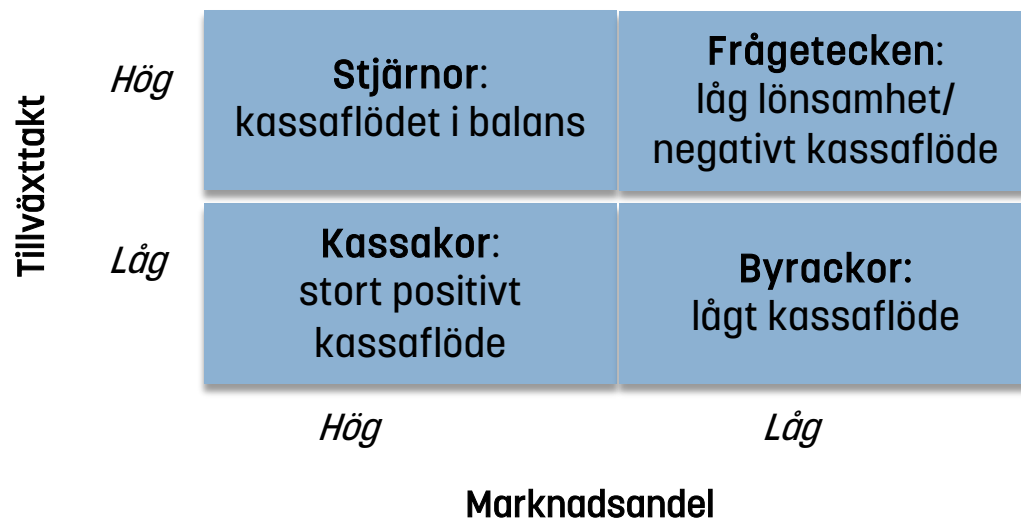 Tillväxttakt
Hög
Stjärnor:
kassaflödet i balans
Frågetecken:
låg lönsamhet/
negativt kassaflöde
Låg
Kassakor:
stort positivt
kassaflöde
Byrackor:
lågt kassaflöde
Hög
Låg
Marknadsandel